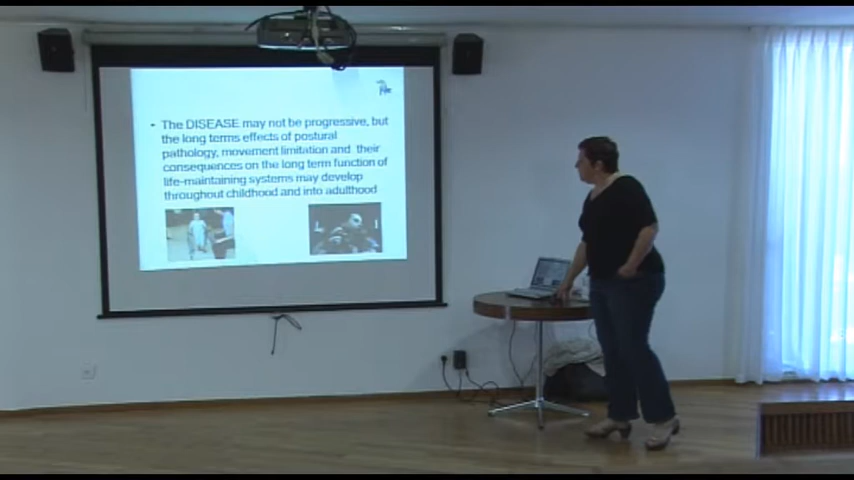 • The DISEASE may not be progressive, but
the long terms effects of postural
pathology, movement limitation and their
consequences on the long term function of
life-maintaining systems may develop
throughout childhood and into adulthood